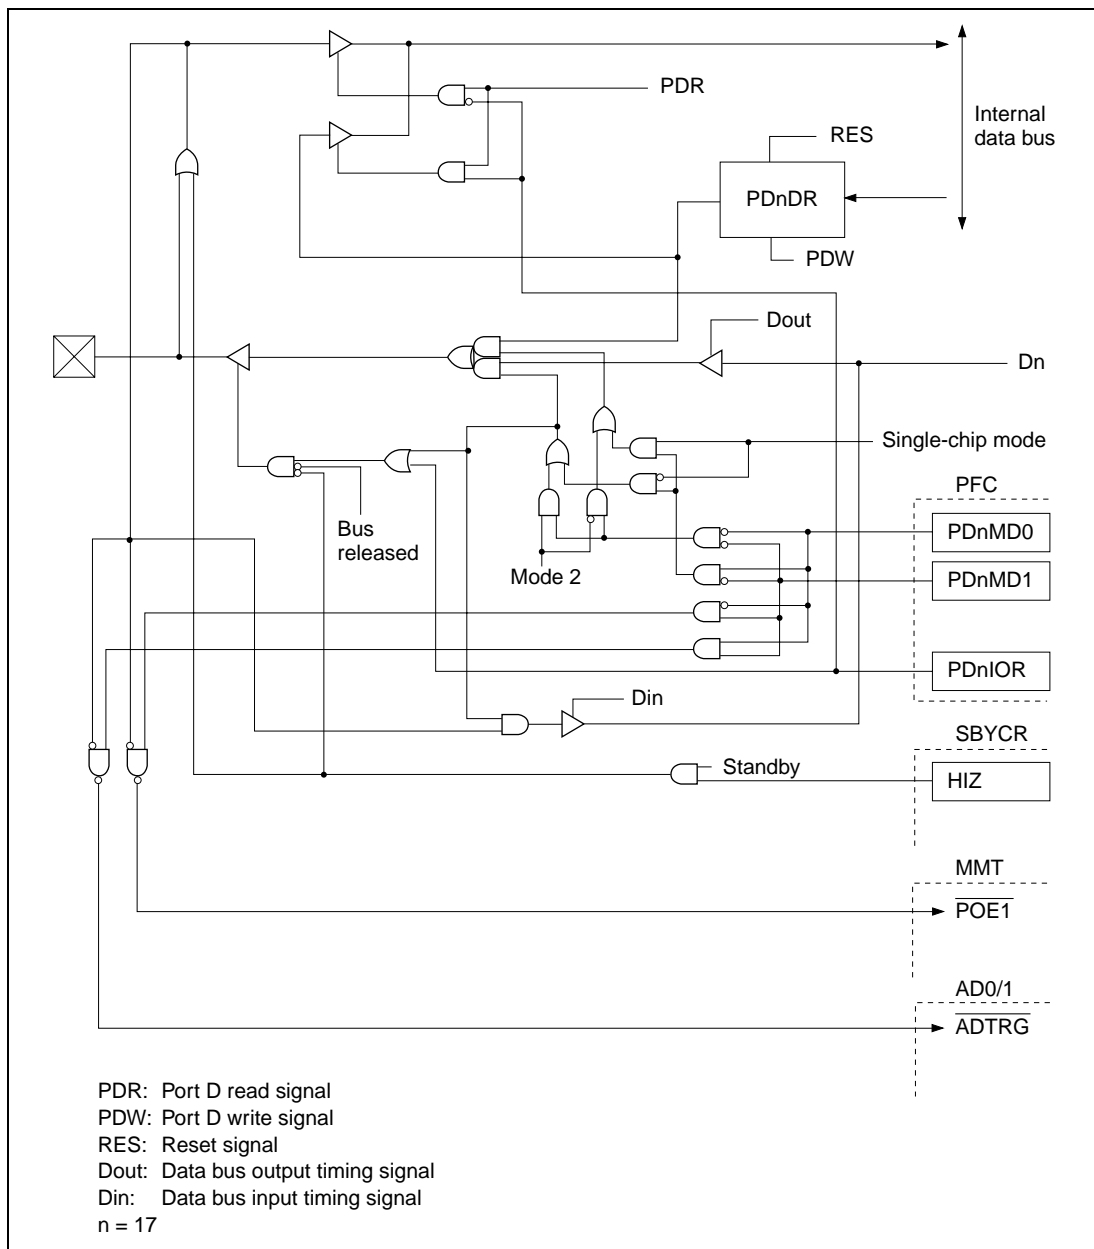 PDR
Internal
data bus
RES
PDnDR
PDW
Dout
Dn
Single-chip mode
PFC
Bus
released
PDnMD0
Mode 2
PDnMD1
PDnIOR
Din
SBYCR
Standby
HIZ
MMT
POE1
AD0/1
ADTRG
PDR: Port D read signal
PDW: Port D write signal
RES: Reset signal
Dout: Data bus output timing signal
Din: Data bus input timing signal
n = 17